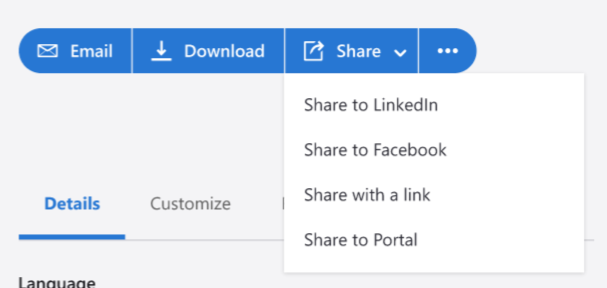 Email Download Share
Share to LinkedIn
Share to Facebook
Share with a link
Share to Portal
Details Customize
Language